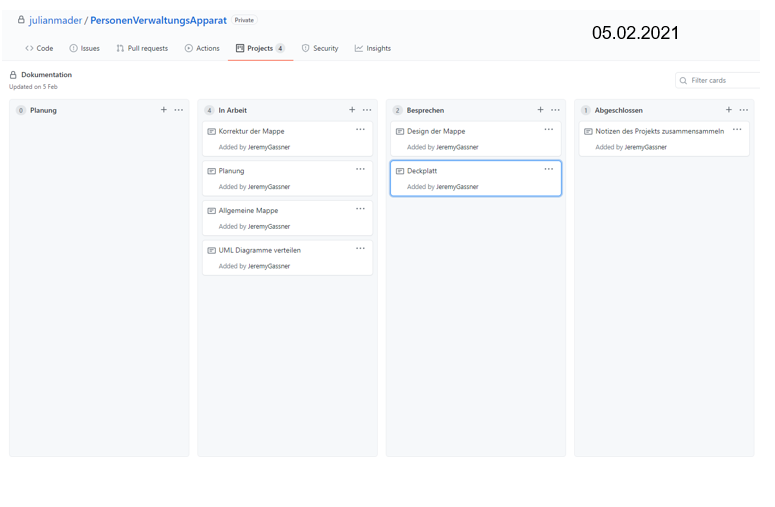 julianmader / PersonenVerwaltungsApparat Private
05.02.2021
Code Issues Pull requests Actions Projects 4 Security Insights
Dokumentation
Updated on 5 Feb
Filter cards
0 Planung
4 In Arbeit
Korrektur der Mappe
Added by JeremyGassner
Planung
Added by JeremyGassner
Allgemeine Mappe
Added by JeremyGassner
UML Diagramme verteilen
Added by JeremyGassner
2 Besprechen
Design der Mappe
Added by JeremyGassner
Deckplatt
Added by JeremyGassner
1 Abgeschlossen
Notizen des Projekts zusammensammeln
Added by JeremyGassner